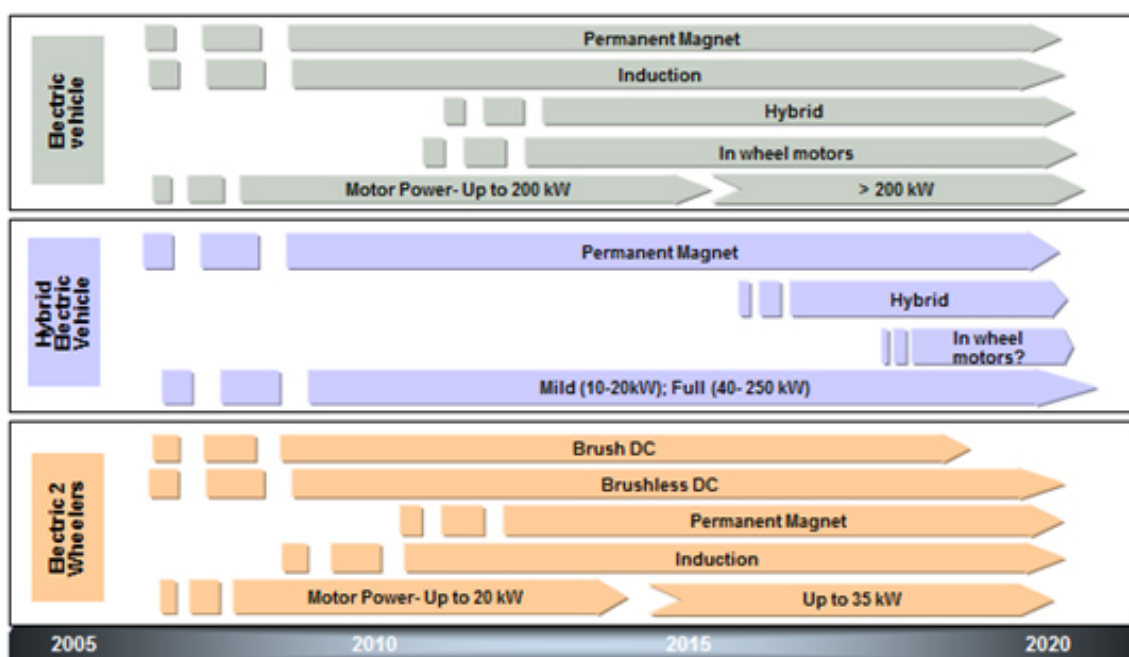 Electric
vehicle
Permanent Magnet
Induction
Hybrid
In wheel motors
Motor Power- Up to 200 kW
> 200 kW
Hybrid
Electric
Vehicle
Permanent Magnet
Hybrid
In wheel
motors?
Mild (10-20kW); Full (40- 250 kW)
Electric 2
Wheelers
Brush DC
Brushless DC
Permanent Magnet
Induction
Motor Power- Up to 20 kW
Up to 35 kW
2005
2010
2015
2020